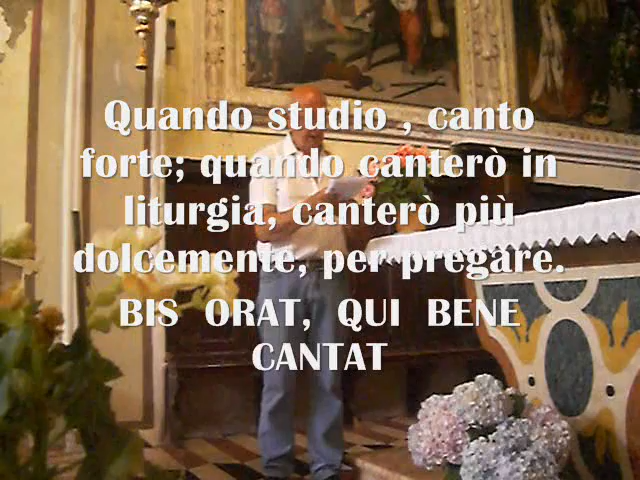 Quando studio , canto
forte; quando canterò in
liturgia, canterò più
dolcemente, per pregare.
BIS ORAT, QUI BENE
CANTAT